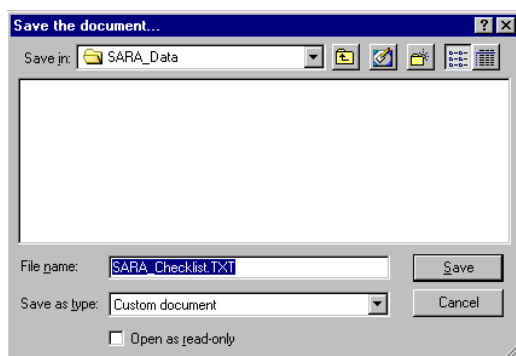 Save the document...
Save in: SARA_Data
File name: SARA_Checklist.TXT Save
Save as type: Custom document Cancel
Open as read-only